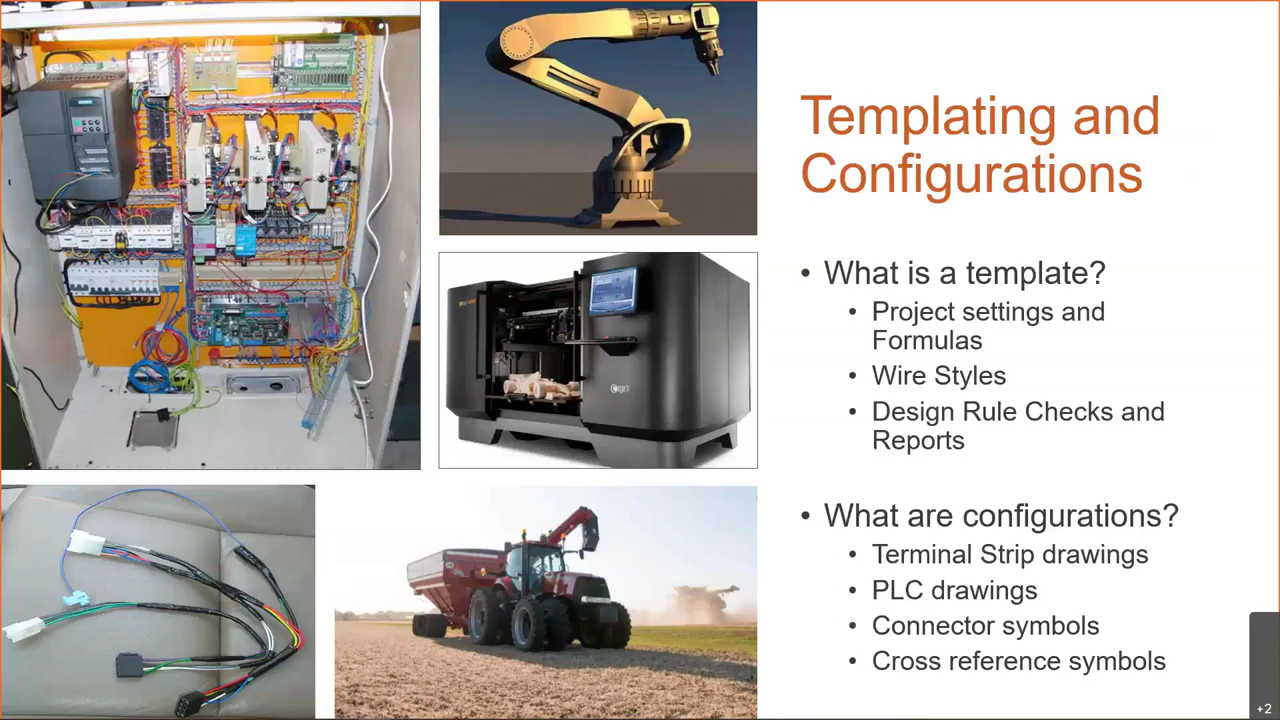 Templating and
Configurations
• What is a template?
• Project settings and
Formulas
• Wire Styles
• Design Rule Checks and
Reports
• What are configurations?
• Terminal Strip drawings
• PLC drawings
• Connector symbols
• Cross reference symbols
+2